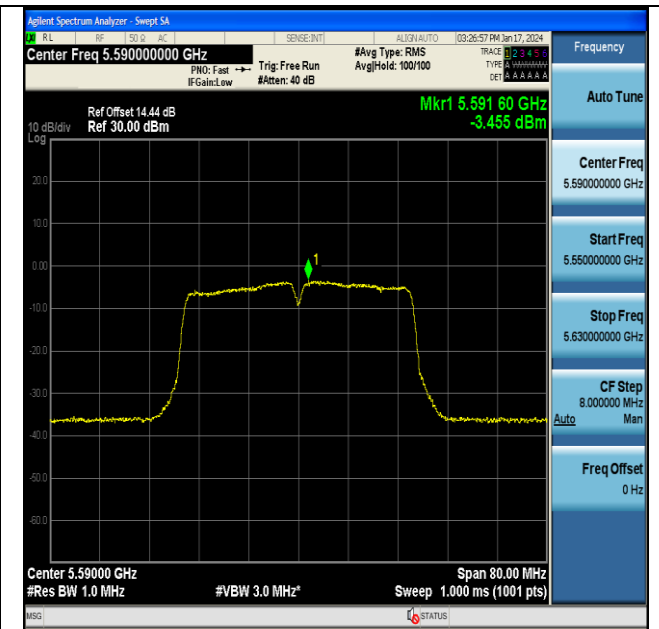 Agilent Spectrum Analyzer - Swept SA
RL RF 50 Ω AC SENSE:INT ALIGN AUTO 03:26:57 PM Jan 17, 2024
Center Freq 5.590000000 GHz
PNO: Fast
IFGain:Low
Trig: Free Run
#Atten: 40 dB
#Avg Type: RMS
Avg|Hold: 100/100
TRACE 1 2 3 4 5 6
TYPE A WWWWW
DET A A A A A A
Frequency
Auto Tune
Center Freq
5.590000000 GHz
Start Freq
5.550000000 GHz
Stop Freq
5.630000000 GHz
CF Step
8.000000 MHz
Auto Man
Freq Offset
0 Hz
Mkr1 5.591 60 GHz
-3.455 dBm
Ref Offset 14.44 dB
10 dB/div Ref 30.00 dBm
Log
20.0
10.0
0.00
-10.0
-20.0
-30.0
-40.0
-50.0
-60.0
1
Center 5.59000 GHz Span 80.00 MHz
#Res BW 1.0 MHz #VBW 3.0 MHz* Sweep 1.000 ms (1001 pts)
MSG STATUS